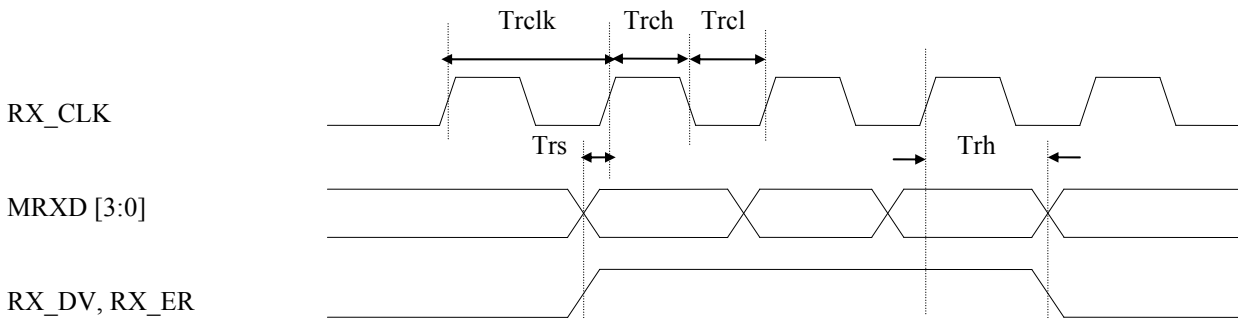 Trclk Trch Trcl
RX_CLK
Trs Trh
MRXD [3:0]
RX_DV, RX_ER